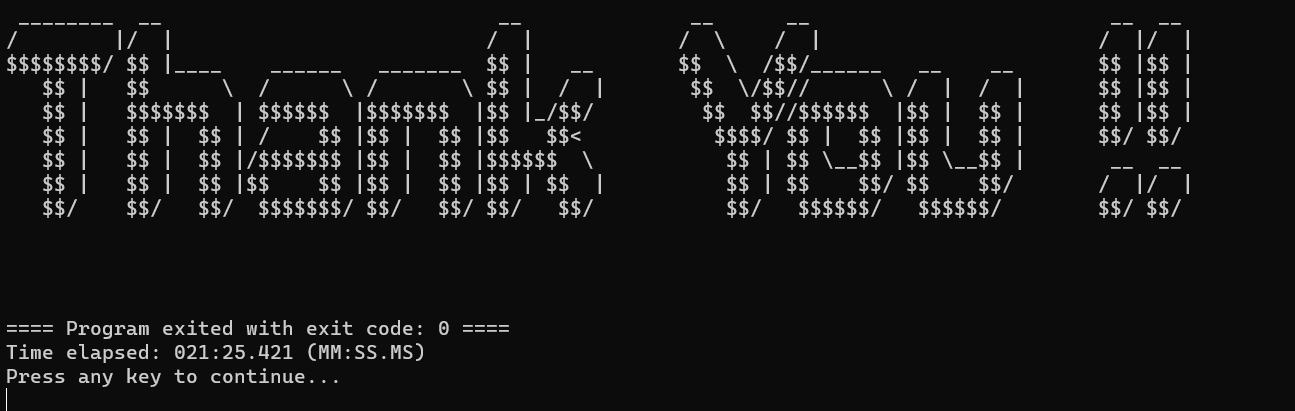 Thank You !!
==== Program exited with exit code: 0 ====
Time elapsed: 021:25.421 (MM:SS.MS)
Press any key to continue...